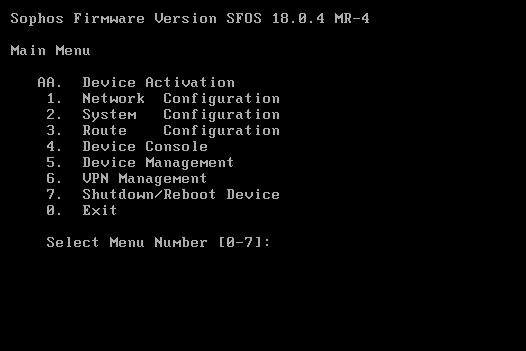 Sophos Firmware Version SFOS 18.0.4 MR-4
Main Menu
AA. Device Activation
1. Network Configuration
2. System Configuration
3. Route Configuration
4. Device Console
5. Device Management
6. VPN Management
7. Shutdown/Reboot Device
0. Exit
Select Menu Number [0-7]: